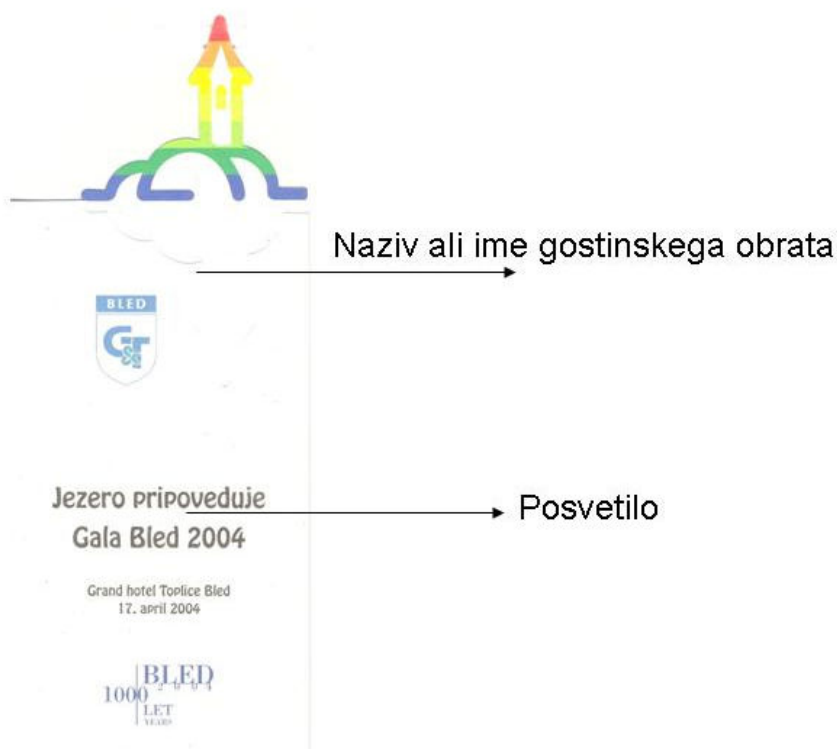 Naziv ali ime gostinskega obrata
BLED
G&T
Jezero pripoveduje
Gala Bled 2004
Posvetilo
Grand hotel Toplice Bled
17. april 2004
BLED
2004
1000
LET
YEARS